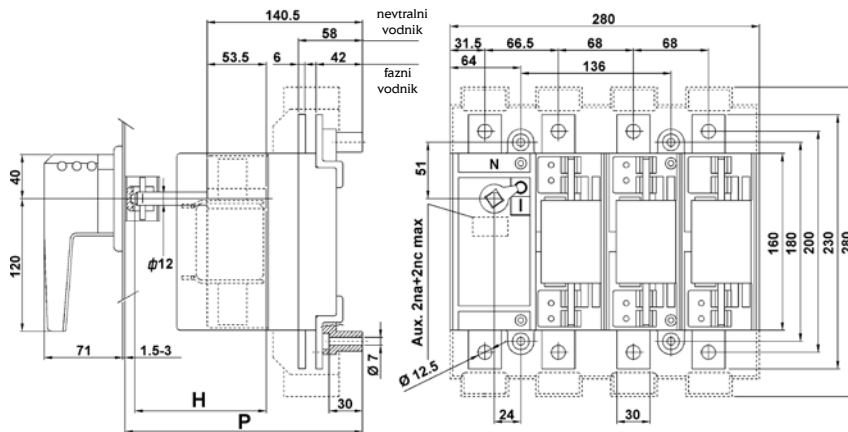 140.5
nevtralni
vodnik
58
53.5
6
42
fazni
vodnik
40
120
ϕ12
71
1.5-3
H
P
30
Ø 7
280
31.5
66.5
68
68
64
136
51
N
I
Aux. 2na+2nc max
Ø 12.5
24
30
160
180
200
230
280